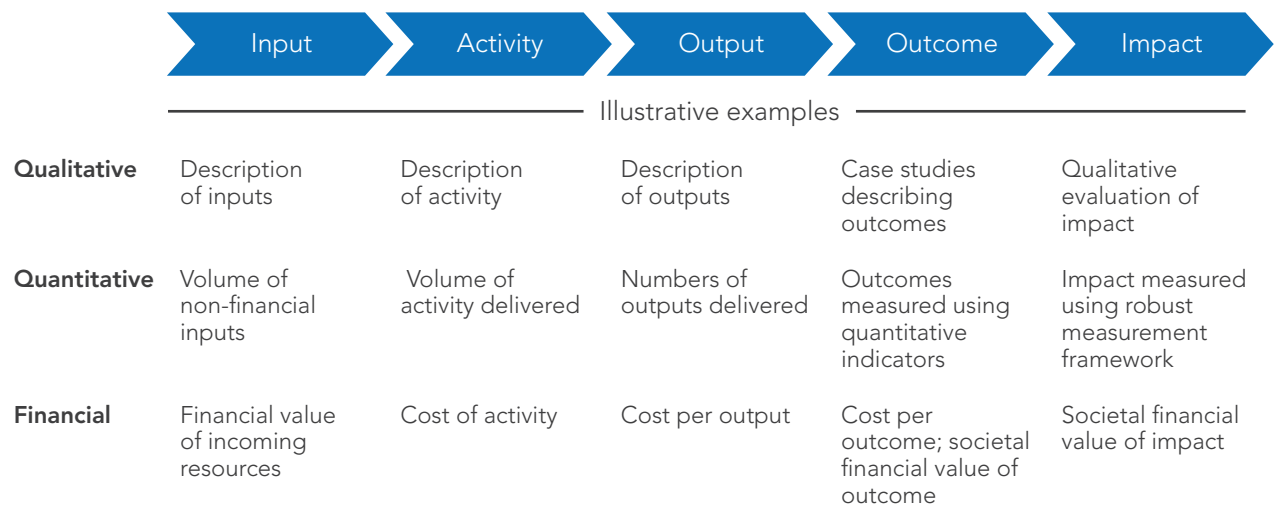 Input Activity Output Outcome Impact
Illustrative examples
Qualitative
Description
of inputs
Description
of activity
Description
of outputs
Case studies
describing
outcomes
Qualitative
evaluation of
impact
Quantitative
Volume of
non-financial
inputs
Volume of
activity delivered
Numbers of
outputs delivered
Outcomes
measured using
quantitative
indicators
Impact measured
using robust
measurement
framework
Financial
Financial value
of incoming
resources
Cost of activity
Cost per output
Cost per
outcome; societal
financial value of
outcome
Societal financial
value of impact